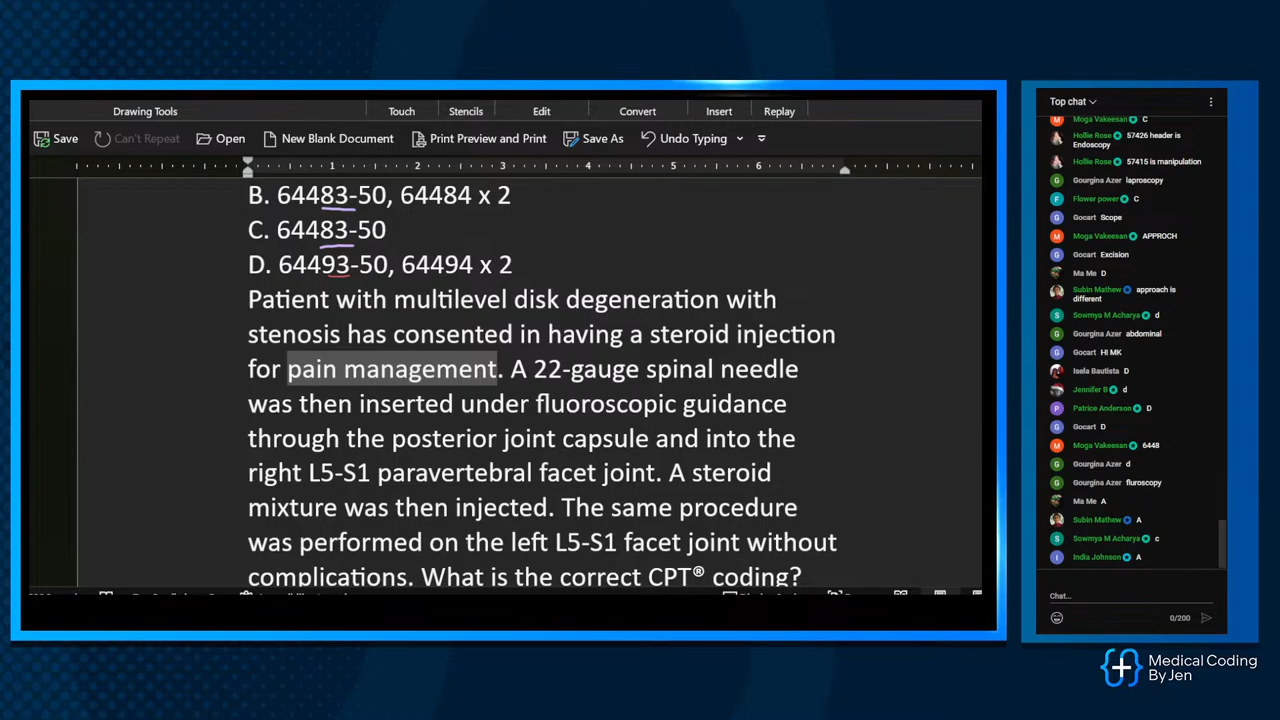 Drawing Tools
Touch
Stencils
Edit
Convert
Insert
Replay
Save
Can't Repeat
Open
New Blank Document
Print Preview and Print
Save As
Undo Typing
1 2 3 4 5 6
B. 64483-50, 64484 x 2
C. 64483-50
D. 64493-50, 64494 x 2
Patient with multilevel disk degeneration with
stenosis has consented in having a steroid injection
for pain management. A 22-gauge spinal needle
was then inserted under fluoroscopic guidance
through the posterior joint capsule and into the
right L5-S1 paravertebral facet joint. A steroid
mixture was then injected. The same procedure
was performed on the left L5-S1 facet joint without
complications. What is the correct CPT® coding?
Top chat
M Moga Vakeesan C
Hollie Rose 57426 header is
Endoscopy
Hollie Rose 57415 is manipulation
G Gourgina Azer laproscopy
F Flower power C
G Gocart Scope
M Moga Vakeesan APPROCH
G Gocart Excision
Ma Me D
Subin Mathew approach is
different
S Sowmya M Acharya d
G Gourgina Azer abdominal
G Gocart HI MK
Isela Bautista D
Jennifer B d
P Patrice Anderson D
G Gocart D
M Moga Vakeesan 6448
G Gourgina Azer d
G Gourgina Azer fluroscopy
Ma Me A
Subin Mathew A
S Sowmya M Acharya c
I India Johnson A
Chat...
0/200
Medical Coding
By Jen